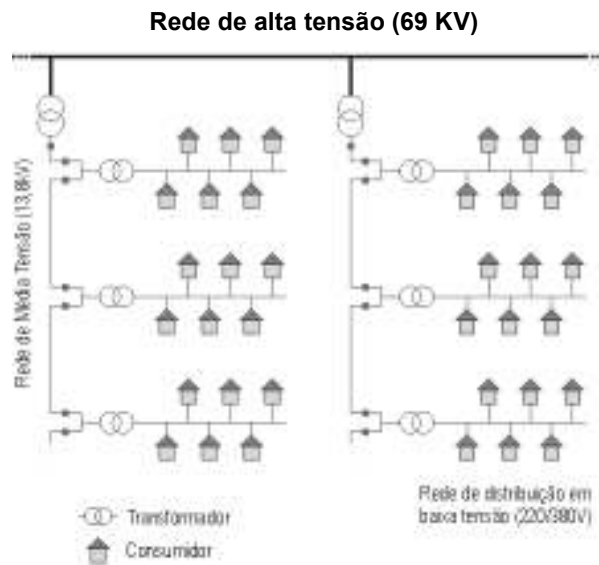 Rede de alta tensão (69 KV)
Rede de Média Tensão (13,8kV)
Rede de distribuição em
baixa tensão (220/380V)
Transformador
Consumidor